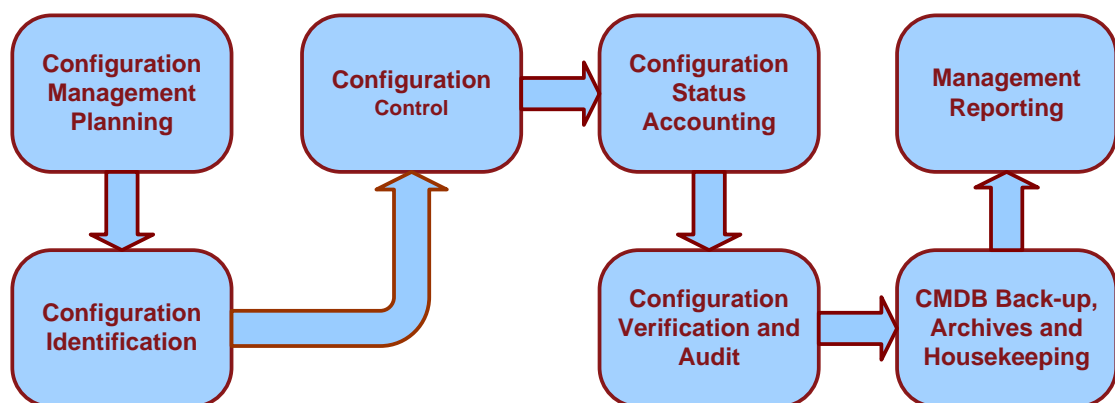 Configuration
Management
Planning
Configuration
Identification
Configuration
Control
Configuration
Status
Accounting
Configuration
Verification and
Audit
CMDB Back-up,
Archives and
Housekeeping
Management
Reporting